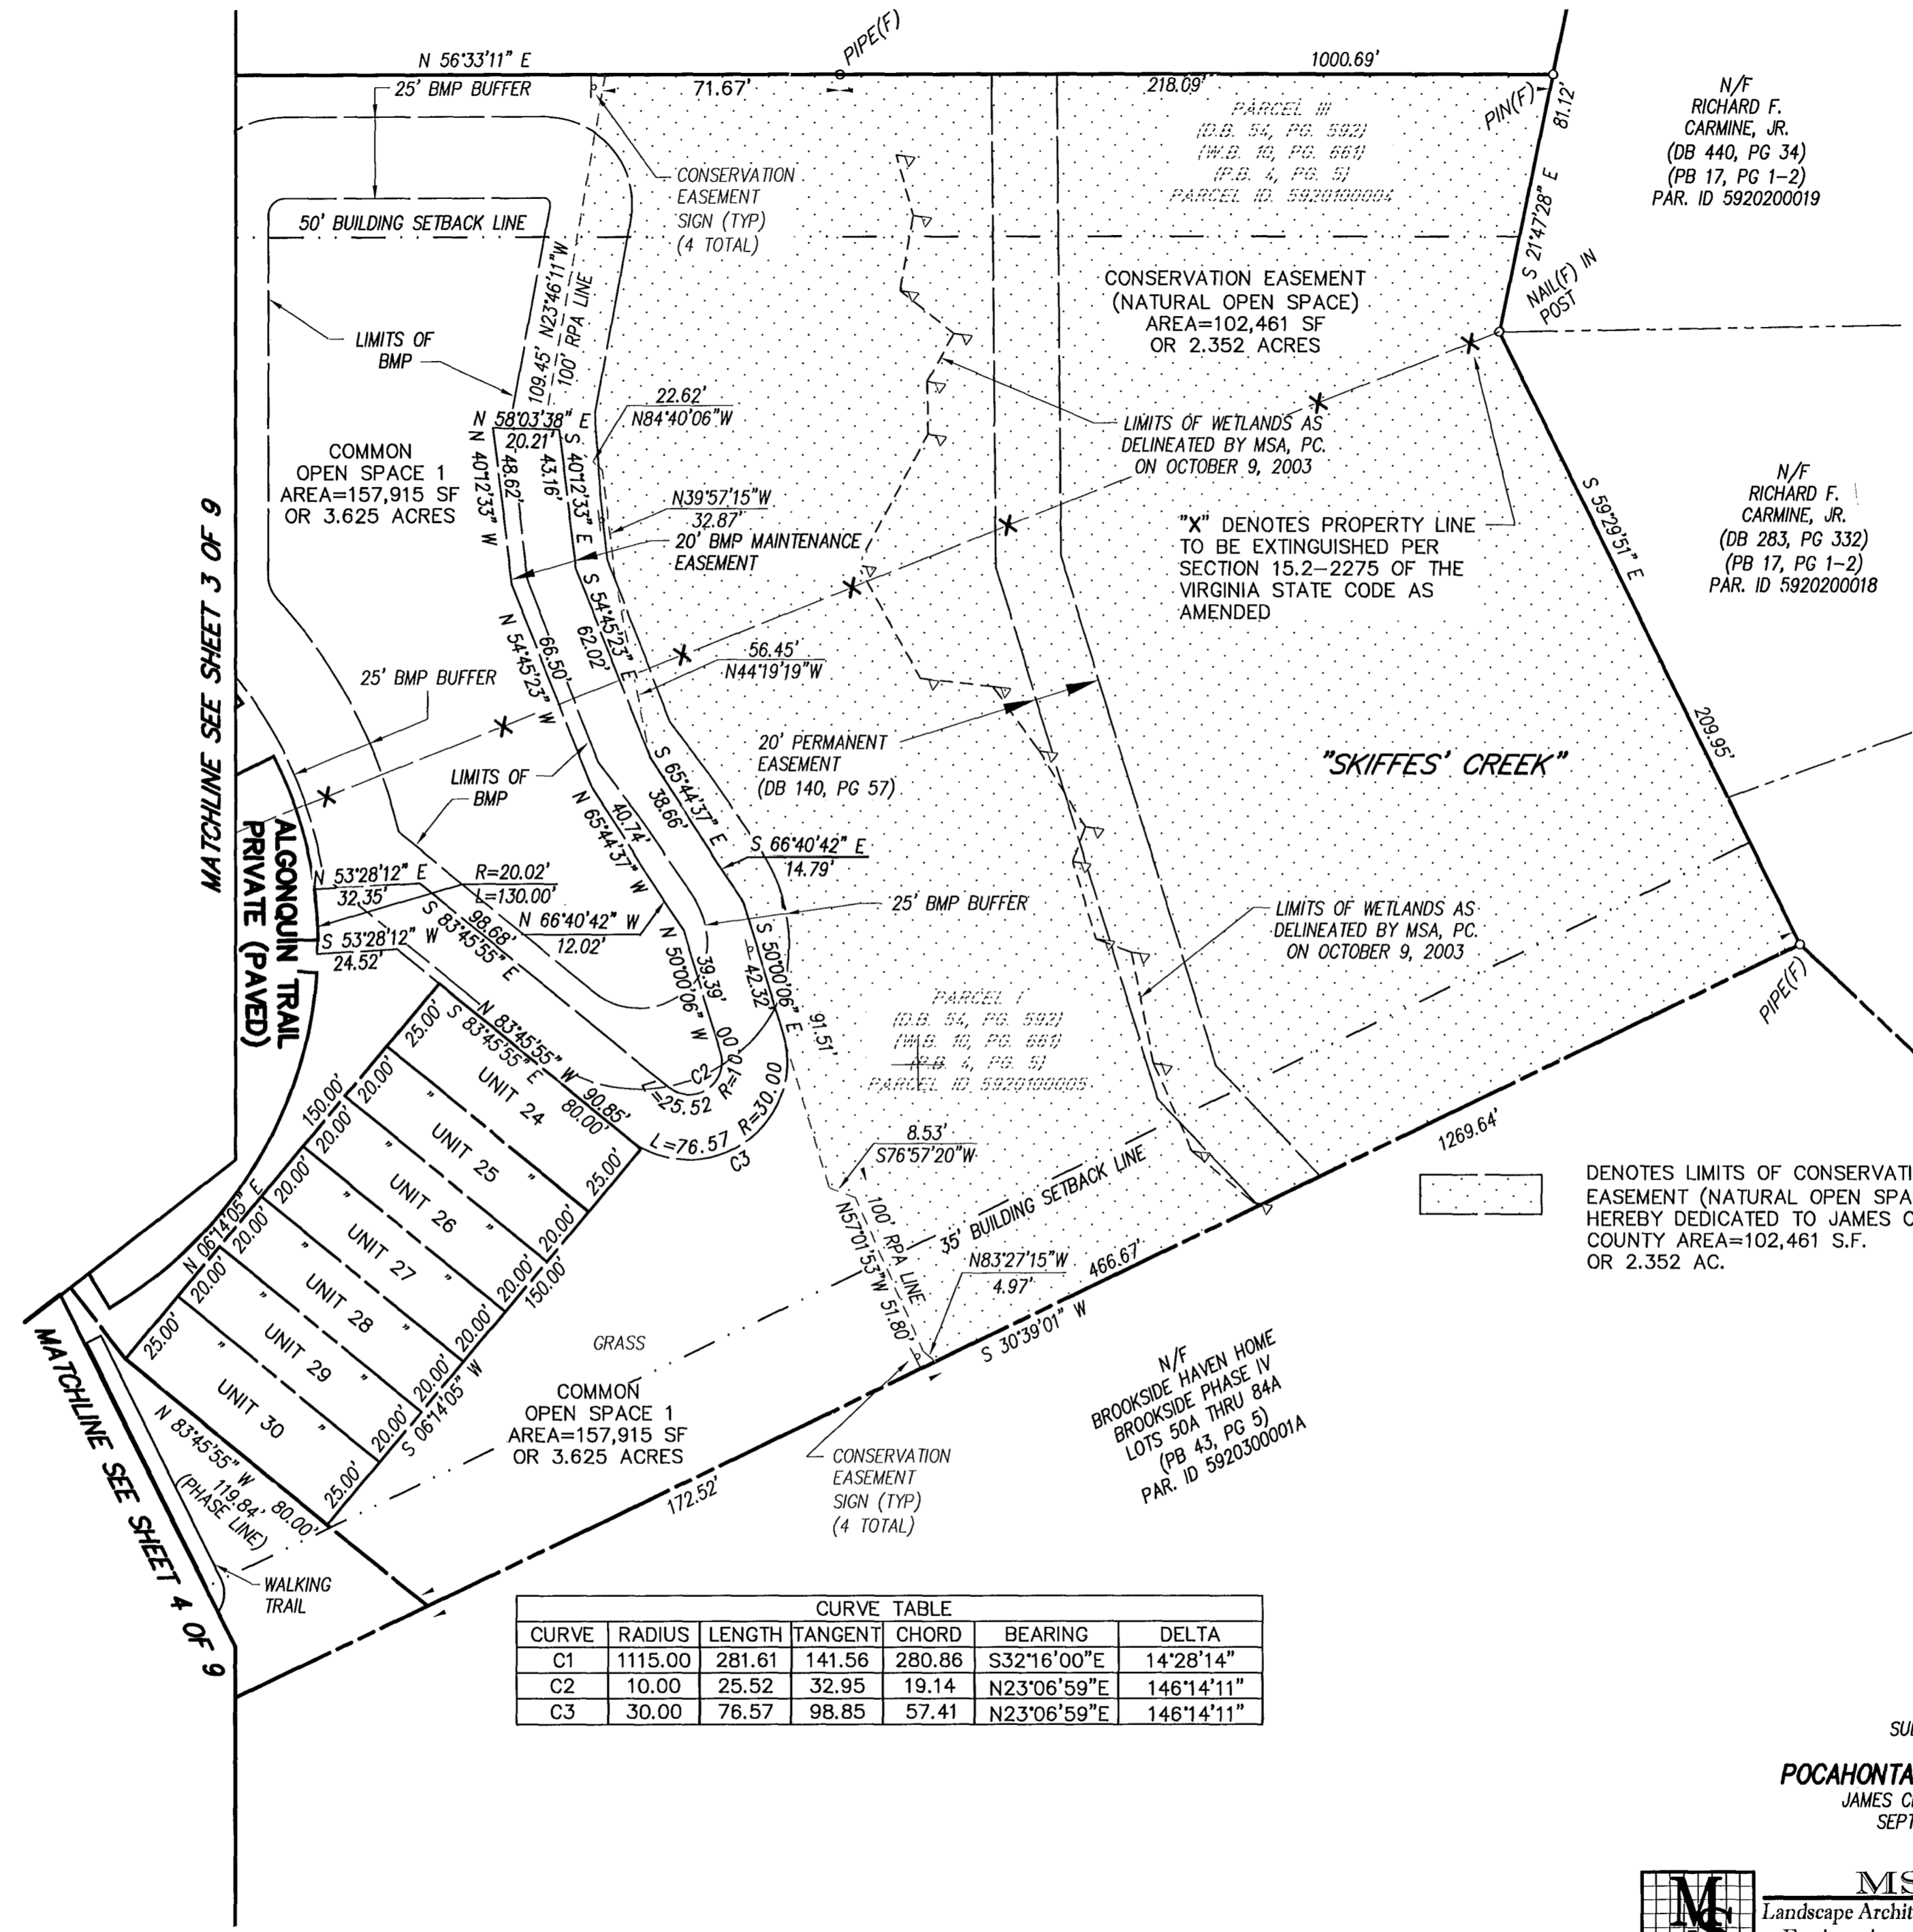 N 56°33'11" E
PIPE(F)
1000.69'
25' BMP BUFFER
71.67'
218.09'
PIN(F)
81.12'
N/F
RICHARD F.
CARMINE, JR.
(DB 440, PG 34)
(PB 17, PG 1-2)
PAR. ID 5920200019
PARCEL III
(D.B. 54, PG. 592)
(W.B. 10, PG. 661)
(P.B. 4, PG. 5)
PARCEL ID. 5920100004
CONSERVATION
EASEMENT
SIGN (TYP)
(4 TOTAL)
S 21°47'28" E
50' BUILDING SETBACK LINE
109.45' N23°46'11"W
100' RPA LINE
CONSERVATION EASEMENT
(NATURAL OPEN SPACE)
AREA=102,461 SF
OR 2.352 ACRES
NAIL(F) IN
POST
LIMITS OF
BMP
22.62'
N84°40'06"W
N 58°03'38" E
20.21'
N 40°12'33" W
48.62'
43.16'
S 40°12'33" E
LIMITS OF WETLANDS AS
DELINEATED BY MSA, PC.
ON OCTOBER 9, 2003
COMMON
OPEN SPACE 1
AREA=157,915 SF
OR 3.625 ACRES
N39°57'15"W
32.87'
20' BMP MAINTENANCE
EASEMENT
"X" DENOTES PROPERTY LINE
TO BE EXTINGUISHED PER
SECTION 15.2-2275 OF THE
VIRGINIA STATE CODE AS
AMENDED
S 59°29'51" E
209.95'
N/F
RICHARD F.
CARMINE, JR.
(DB 283, PG 332)
(PB 17, PG 1-2)
PAR. ID 5920200018
MATCHLINE SEE SHEET 3 OF 9
N 54°45'23" W
66.50'
62.02'
S 54°45'23" E
56.45'
N44°19'19"W
25' BMP BUFFER
20' PERMANENT
EASEMENT
(DB 140, PG 57)
"SKIFFES' CREEK"
LIMITS OF
BMP
N 65°44'37" W
40.74'
38.66'
S 65°44'37" E
S 66°40'42" E
14.79'
ALGONQUIN TRAIL
PRIVATE (PAVED)
N 53°28'12" E
32.35'
R=20.02'
L=130.00'
S 53°28'12" W
24.52'
98.68'
S 83°45'55" E
N 66°40'42" W
12.02'
25' BMP BUFFER
N 50°00'06" W
39.39'
42.32'
S 50°00'06" E
91.51'
LIMITS OF WETLANDS AS
DELINEATED BY MSA, PC.
ON OCTOBER 9, 2003
PIPE(F)
PARCEL I
(D.B. 54, PG. 592)
(W.B. 10, PG. 661)
(P.B. 4, PG. 5)
PARCEL ID 5920100005
N 83°45'55" W
90.85'
S 83°45'55" E
80.00'
L=25.52
C2
R=10.00
L=76.57
R=30.00
C3
25.00'
UNIT 24
20.00'
UNIT 25
20.00'
UNIT 26
20.00'
UNIT 27
20.00'
UNIT 28
20.00'
UNIT 29
25.00'
UNIT 30
150.00'
N 06°14'05" E
25.00'
20.00'
20.00'
150.00'
20.00'
20.00'
20.00'
25.00'
S 06°14'05" W
8.53'
S76°57'20"W
N57°01'53"W 51.80'
100' RPA LINE
35' BUILDING SETBACK LINE
N83°27'15"W
4.97'
466.67'
S 30°39'01" W
1269.64'
DENOTES LIMITS OF CONSERVATI
EASEMENT (NATURAL OPEN SPA
HEREBY DEDICATED TO JAMES C
COUNTY AREA=102,461 S.F.
OR 2.352 AC.
GRASS
COMMON
OPEN SPACE 1
AREA=157,915 SF
OR 3.625 ACRES
CONSERVATION
EASEMENT
SIGN (TYP)
(4 TOTAL)
N/F
BROOKSIDE HAVEN HOME
BROOKSIDE PHASE IV
LOTS 50A THRU 84A
(PB 43, PG 5)
PAR. ID 5920300001A
MATCHLINE SEE SHEET 4 OF 9
N 83°45'55" W
119.84'
(PHASE LINE)
80.00'
172.52'
WALKING
TRAIL
CURVE TABLE
CURVE RADIUS LENGTH TANGENT CHORD BEARING DELTA
C1 1115.00 281.61 141.56 280.86 S32°16'00"E 14°28'14"
C2 10.00 25.52 32.95 19.14 N23°06'59"E 146°14'11"
C3 30.00 76.57 98.85 57.41 N23°06'59"E 146°14'11"
SU
POCAHONTA
JAMES C
SEPT
MS
Landscape Archit